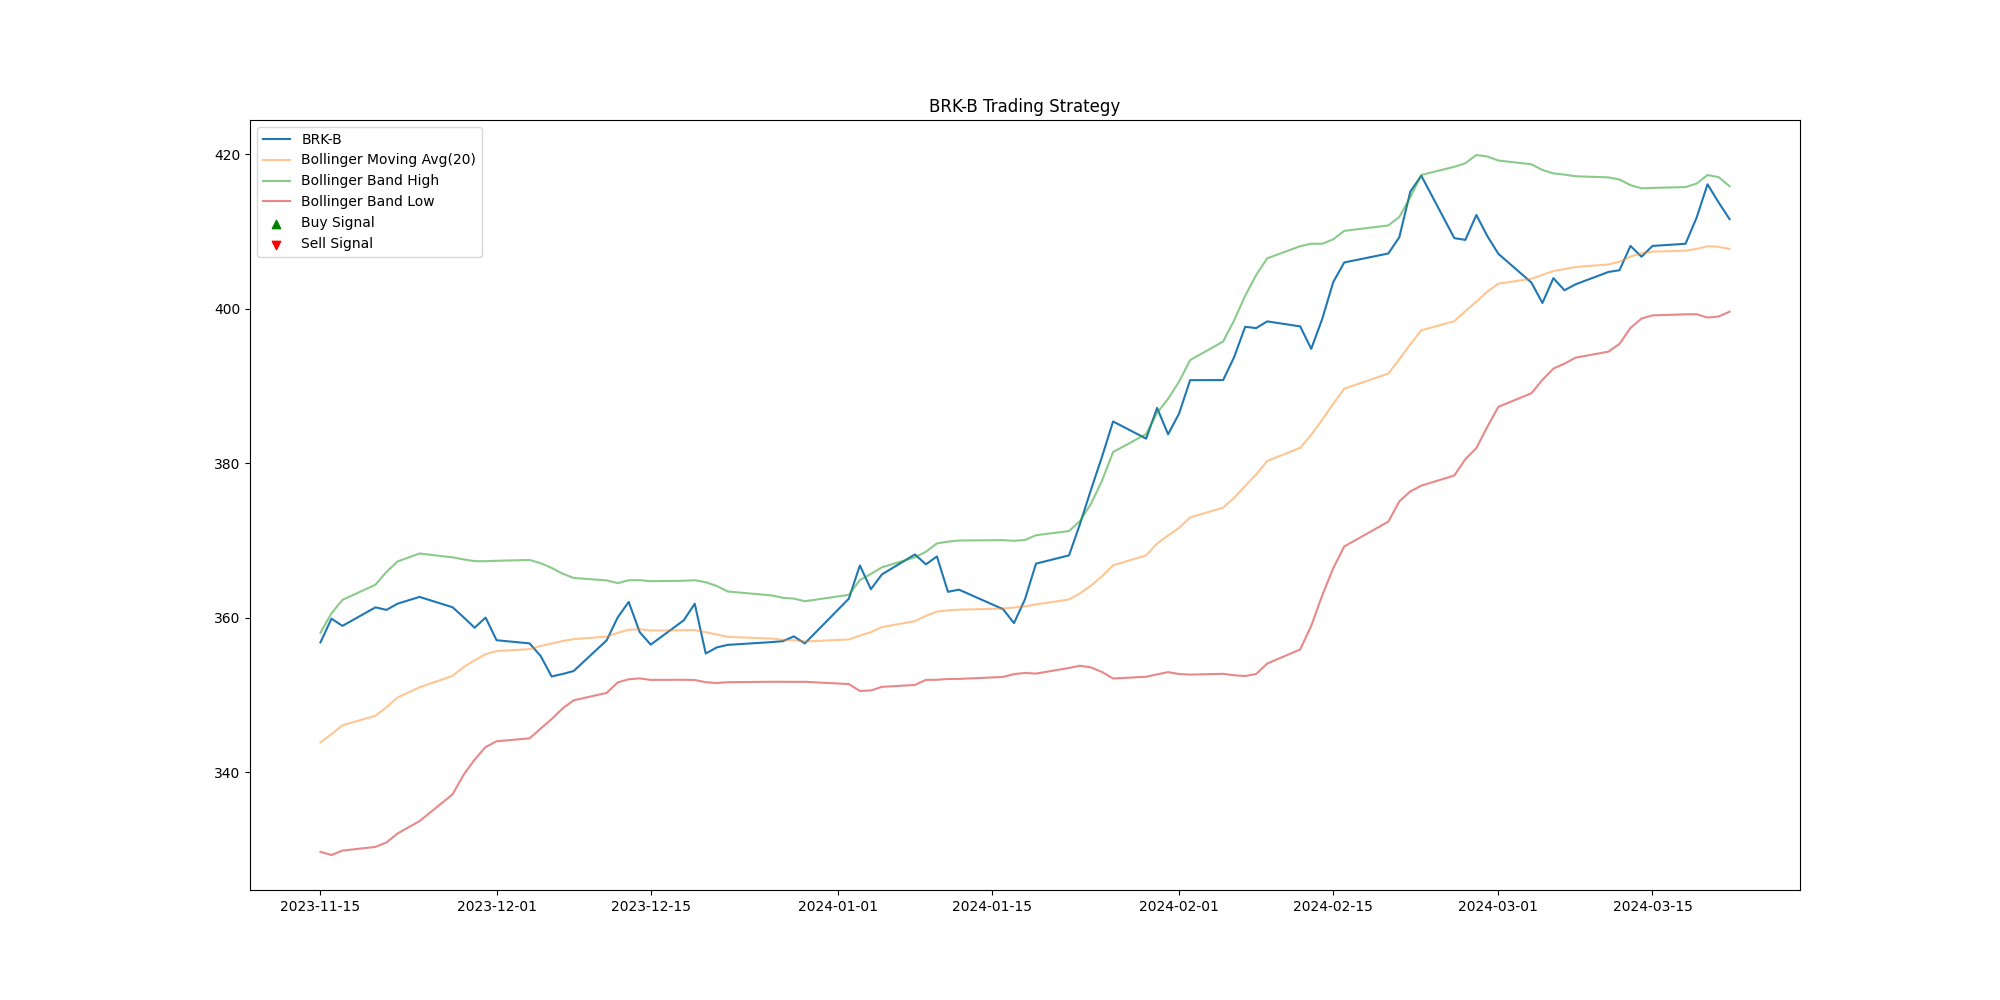 BRK-B Trading Strategy
BRK-B
Bollinger Moving Avg(20)
Bollinger Band High
Bollinger Band Low
Buy Signal
Sell Signal
420
400
380
360
340
2023-11-15 2023-12-01 2023-12-15 2024-01-01 2024-01-15 2024-02-01 2024-02-15 2024-03-01 2024-03-15